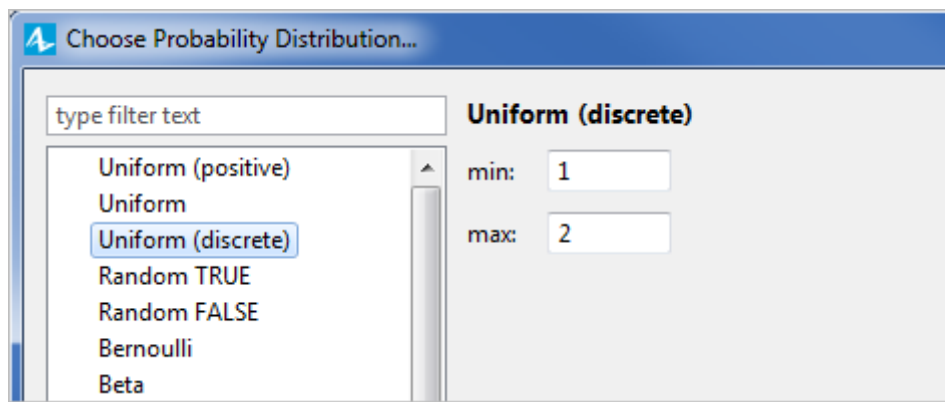 Choose Probability Distribution...
type filter text
Uniform (positive)
Uniform
Uniform (discrete)
Random TRUE
Random FALSE
Bernoulli
Beta
Uniform (discrete)
min: 1
max: 2